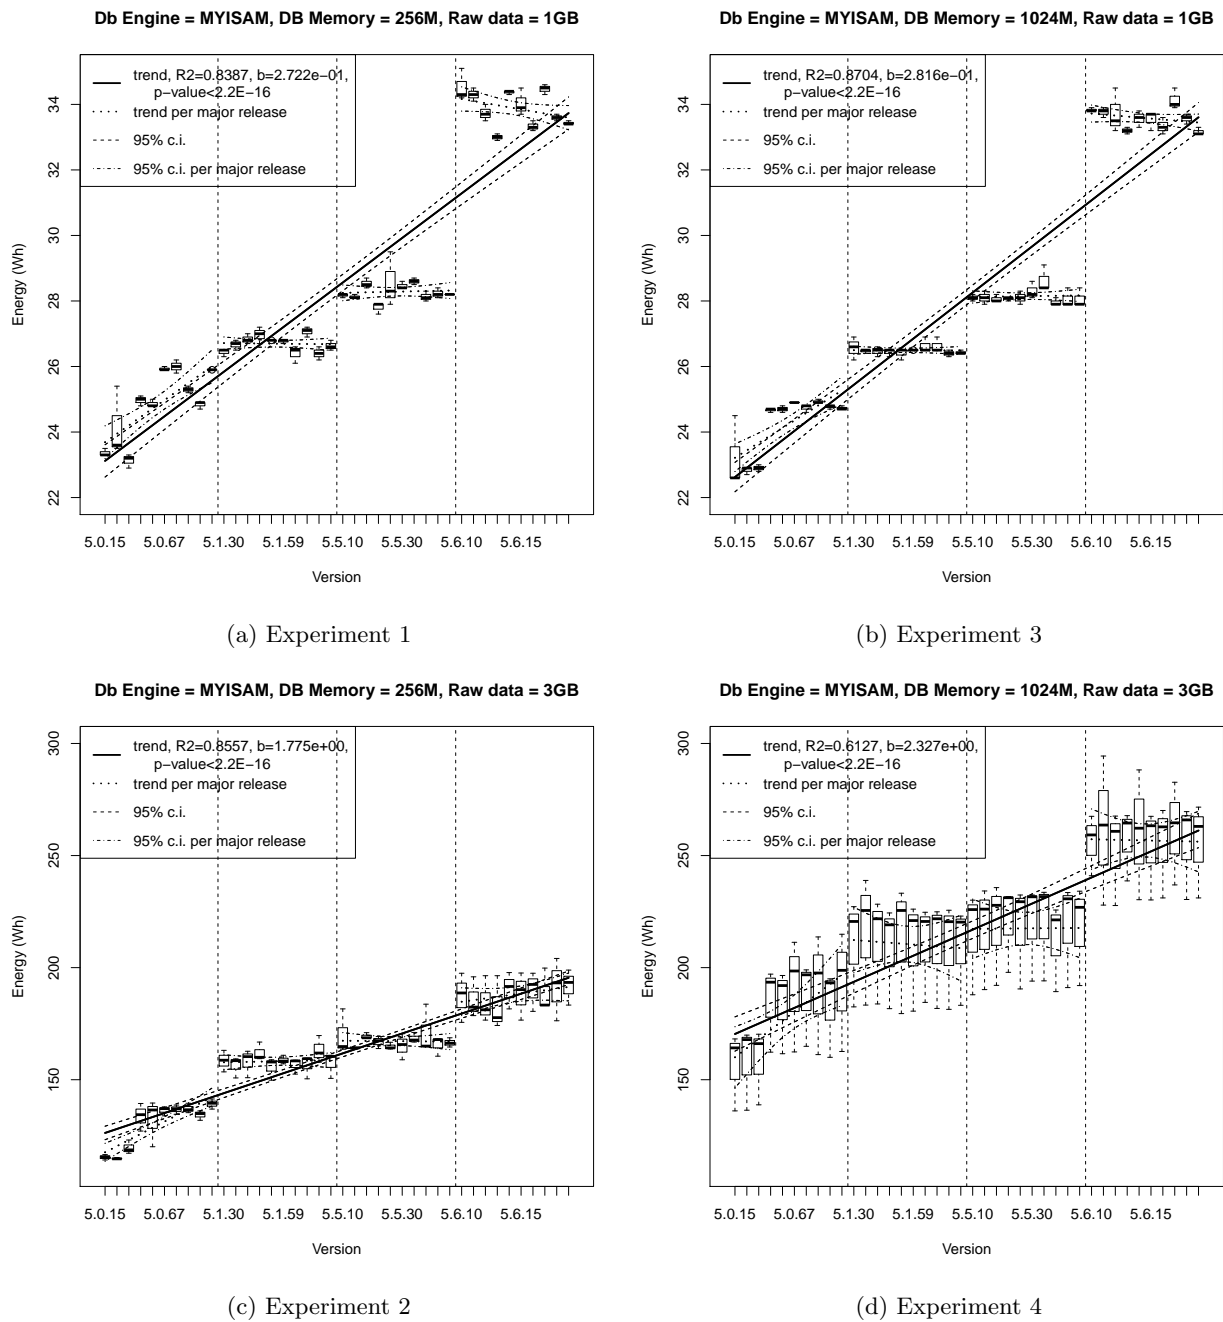 Db Engine = MYISAM, DB Memory = 256M, Raw data = 1GB
trend, R2=0.8387, b=2.722e−01,
p−value<2.2E−16
trend per major release
95% c.i.
95% c.i. per major release
Energy (Wh)
34
32
30
28
26
24
22
5.0.15 5.0.67 5.1.30 5.1.59 5.5.10 5.5.30 5.6.10 5.6.15
Version
(a) Experiment 1
Db Engine = MYISAM, DB Memory = 1024M, Raw data = 1GB
trend, R2=0.8704, b=2.816e−01,
p−value<2.2E−16
trend per major release
95% c.i.
95% c.i. per major release
Energy (Wh)
34
32
30
28
26
24
22
5.0.15 5.0.67 5.1.30 5.1.59 5.5.10 5.5.30 5.6.10 5.6.15
Version
(b) Experiment 3
Db Engine = MYISAM, DB Memory = 256M, Raw data = 3GB
trend, R2=0.8557, b=1.775e+00,
p−value<2.2E−16
trend per major release
95% c.i.
95% c.i. per major release
Energy (Wh)
300
250
200
150
5.0.15 5.0.67 5.1.30 5.1.59 5.5.10 5.5.30 5.6.10 5.6.15
Version
(c) Experiment 2
Db Engine = MYISAM, DB Memory = 1024M, Raw data = 3GB
trend, R2=0.6127, b=2.327e+00,
p−value<2.2E−16
trend per major release
95% c.i.
95% c.i. per major release
Energy (Wh)
300
250
200
150
5.0.15 5.0.67 5.1.30 5.1.59 5.5.10 5.5.30 5.6.10 5.6.15
Version
(d) Experiment 4